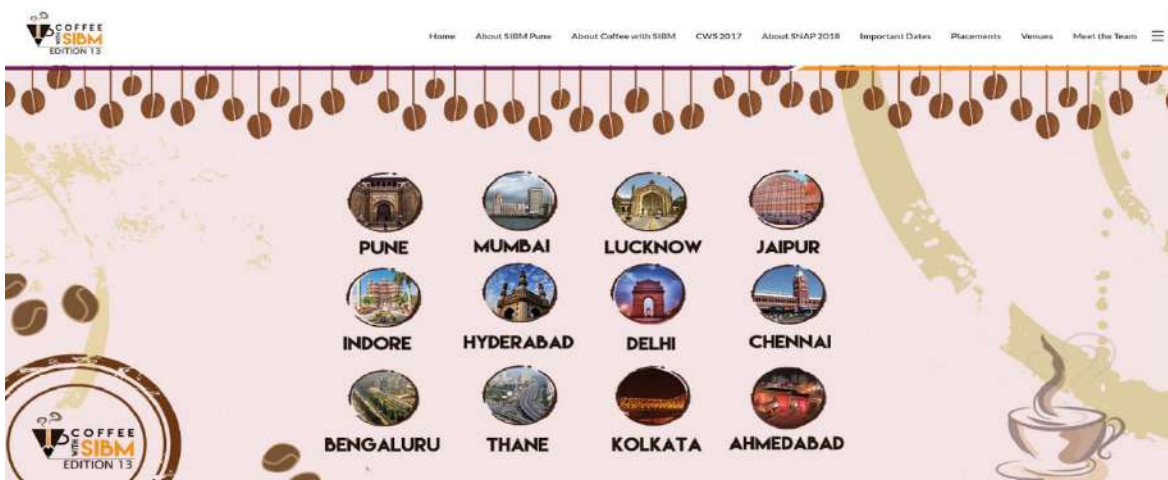 COFFEE
WITH SIBM
EDITION 13
Home About SIBM Pune About Coffee with SIBM CWS 2017 About SNAP 2018 Important Dates Placements Venues Meet the Team
PUNE MUMBAI LUCKNOW JAIPUR
INDORE HYDERABAD DELHI CHENNAI
BENGALURU THANE KOLKATA AHMEDABAD
COFFEE
WITH SIBM
EDITION 13